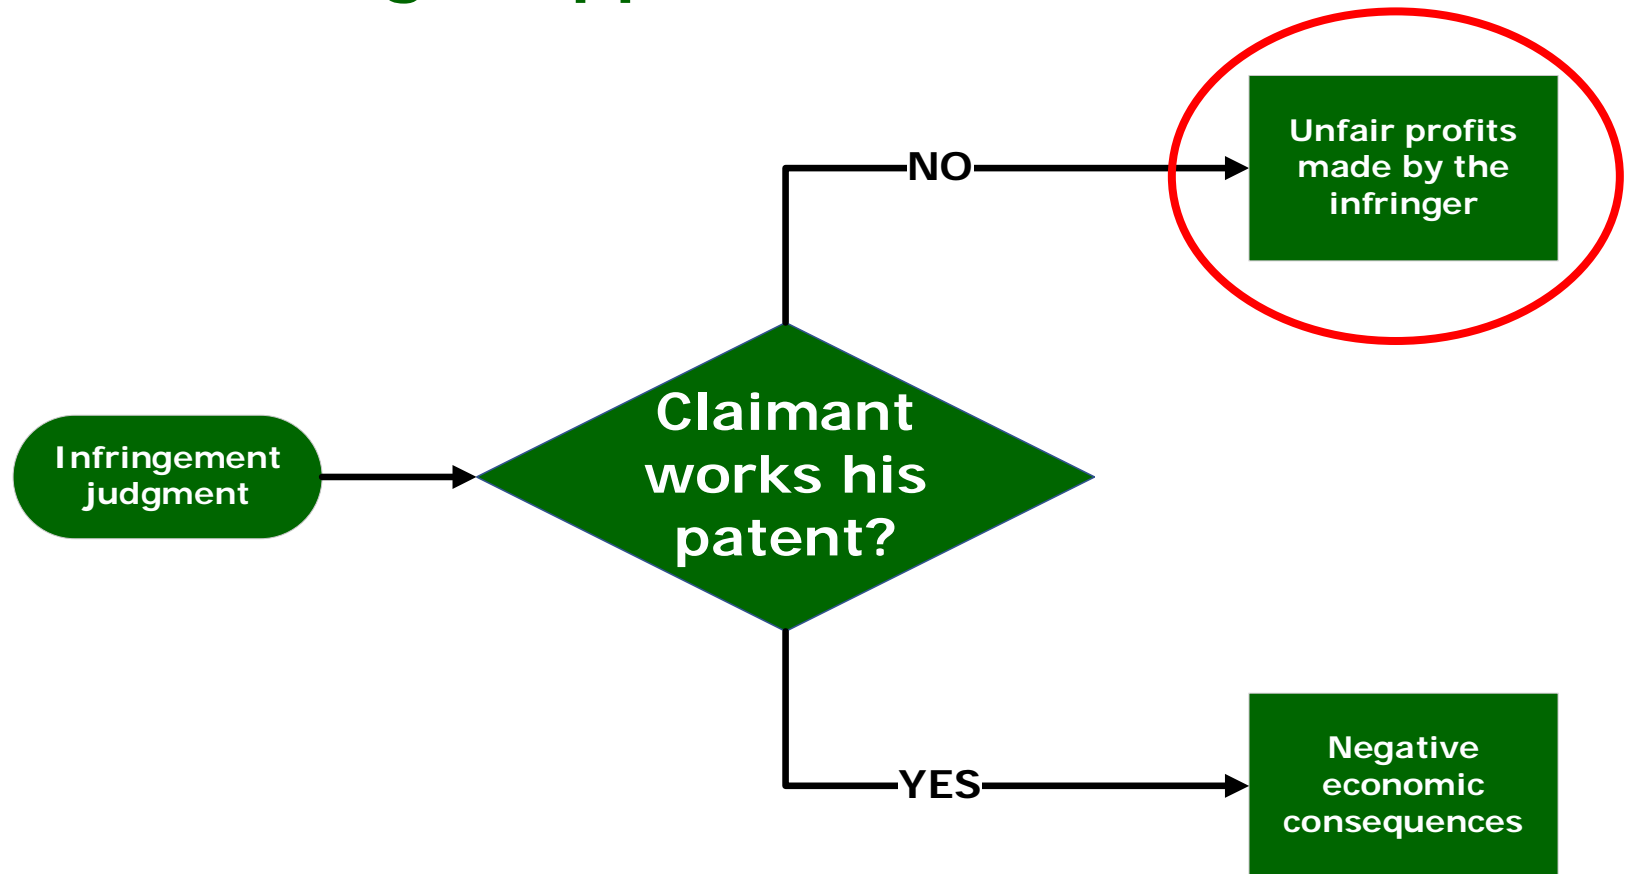 NO
Unfair profits
made by the
infringer
Infringement
judgment
Claimant
works his
patent?
YES
Negative
economic
consequences